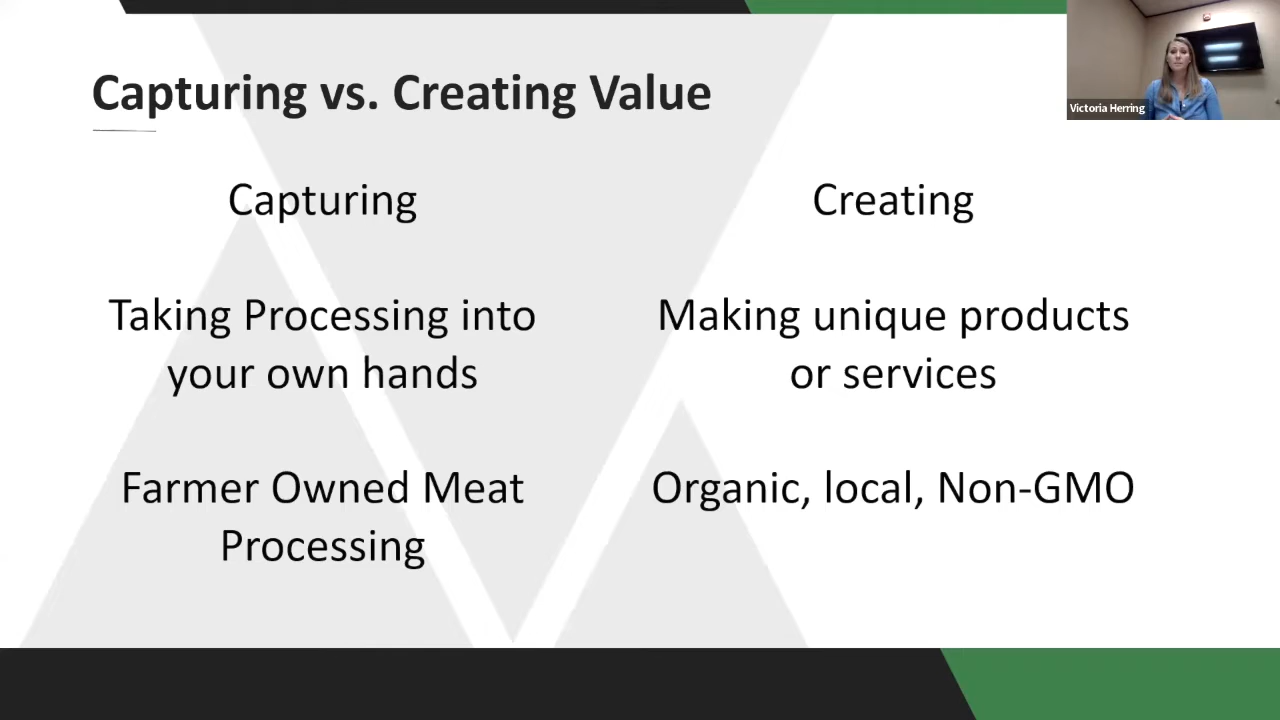 Capturing vs. Creating Value
Victoria Herring
Capturing
Taking Processing into
your own hands
Farmer Owned Meat
Processing
Creating
Making unique products
or services
Organic, local, Non-GMO